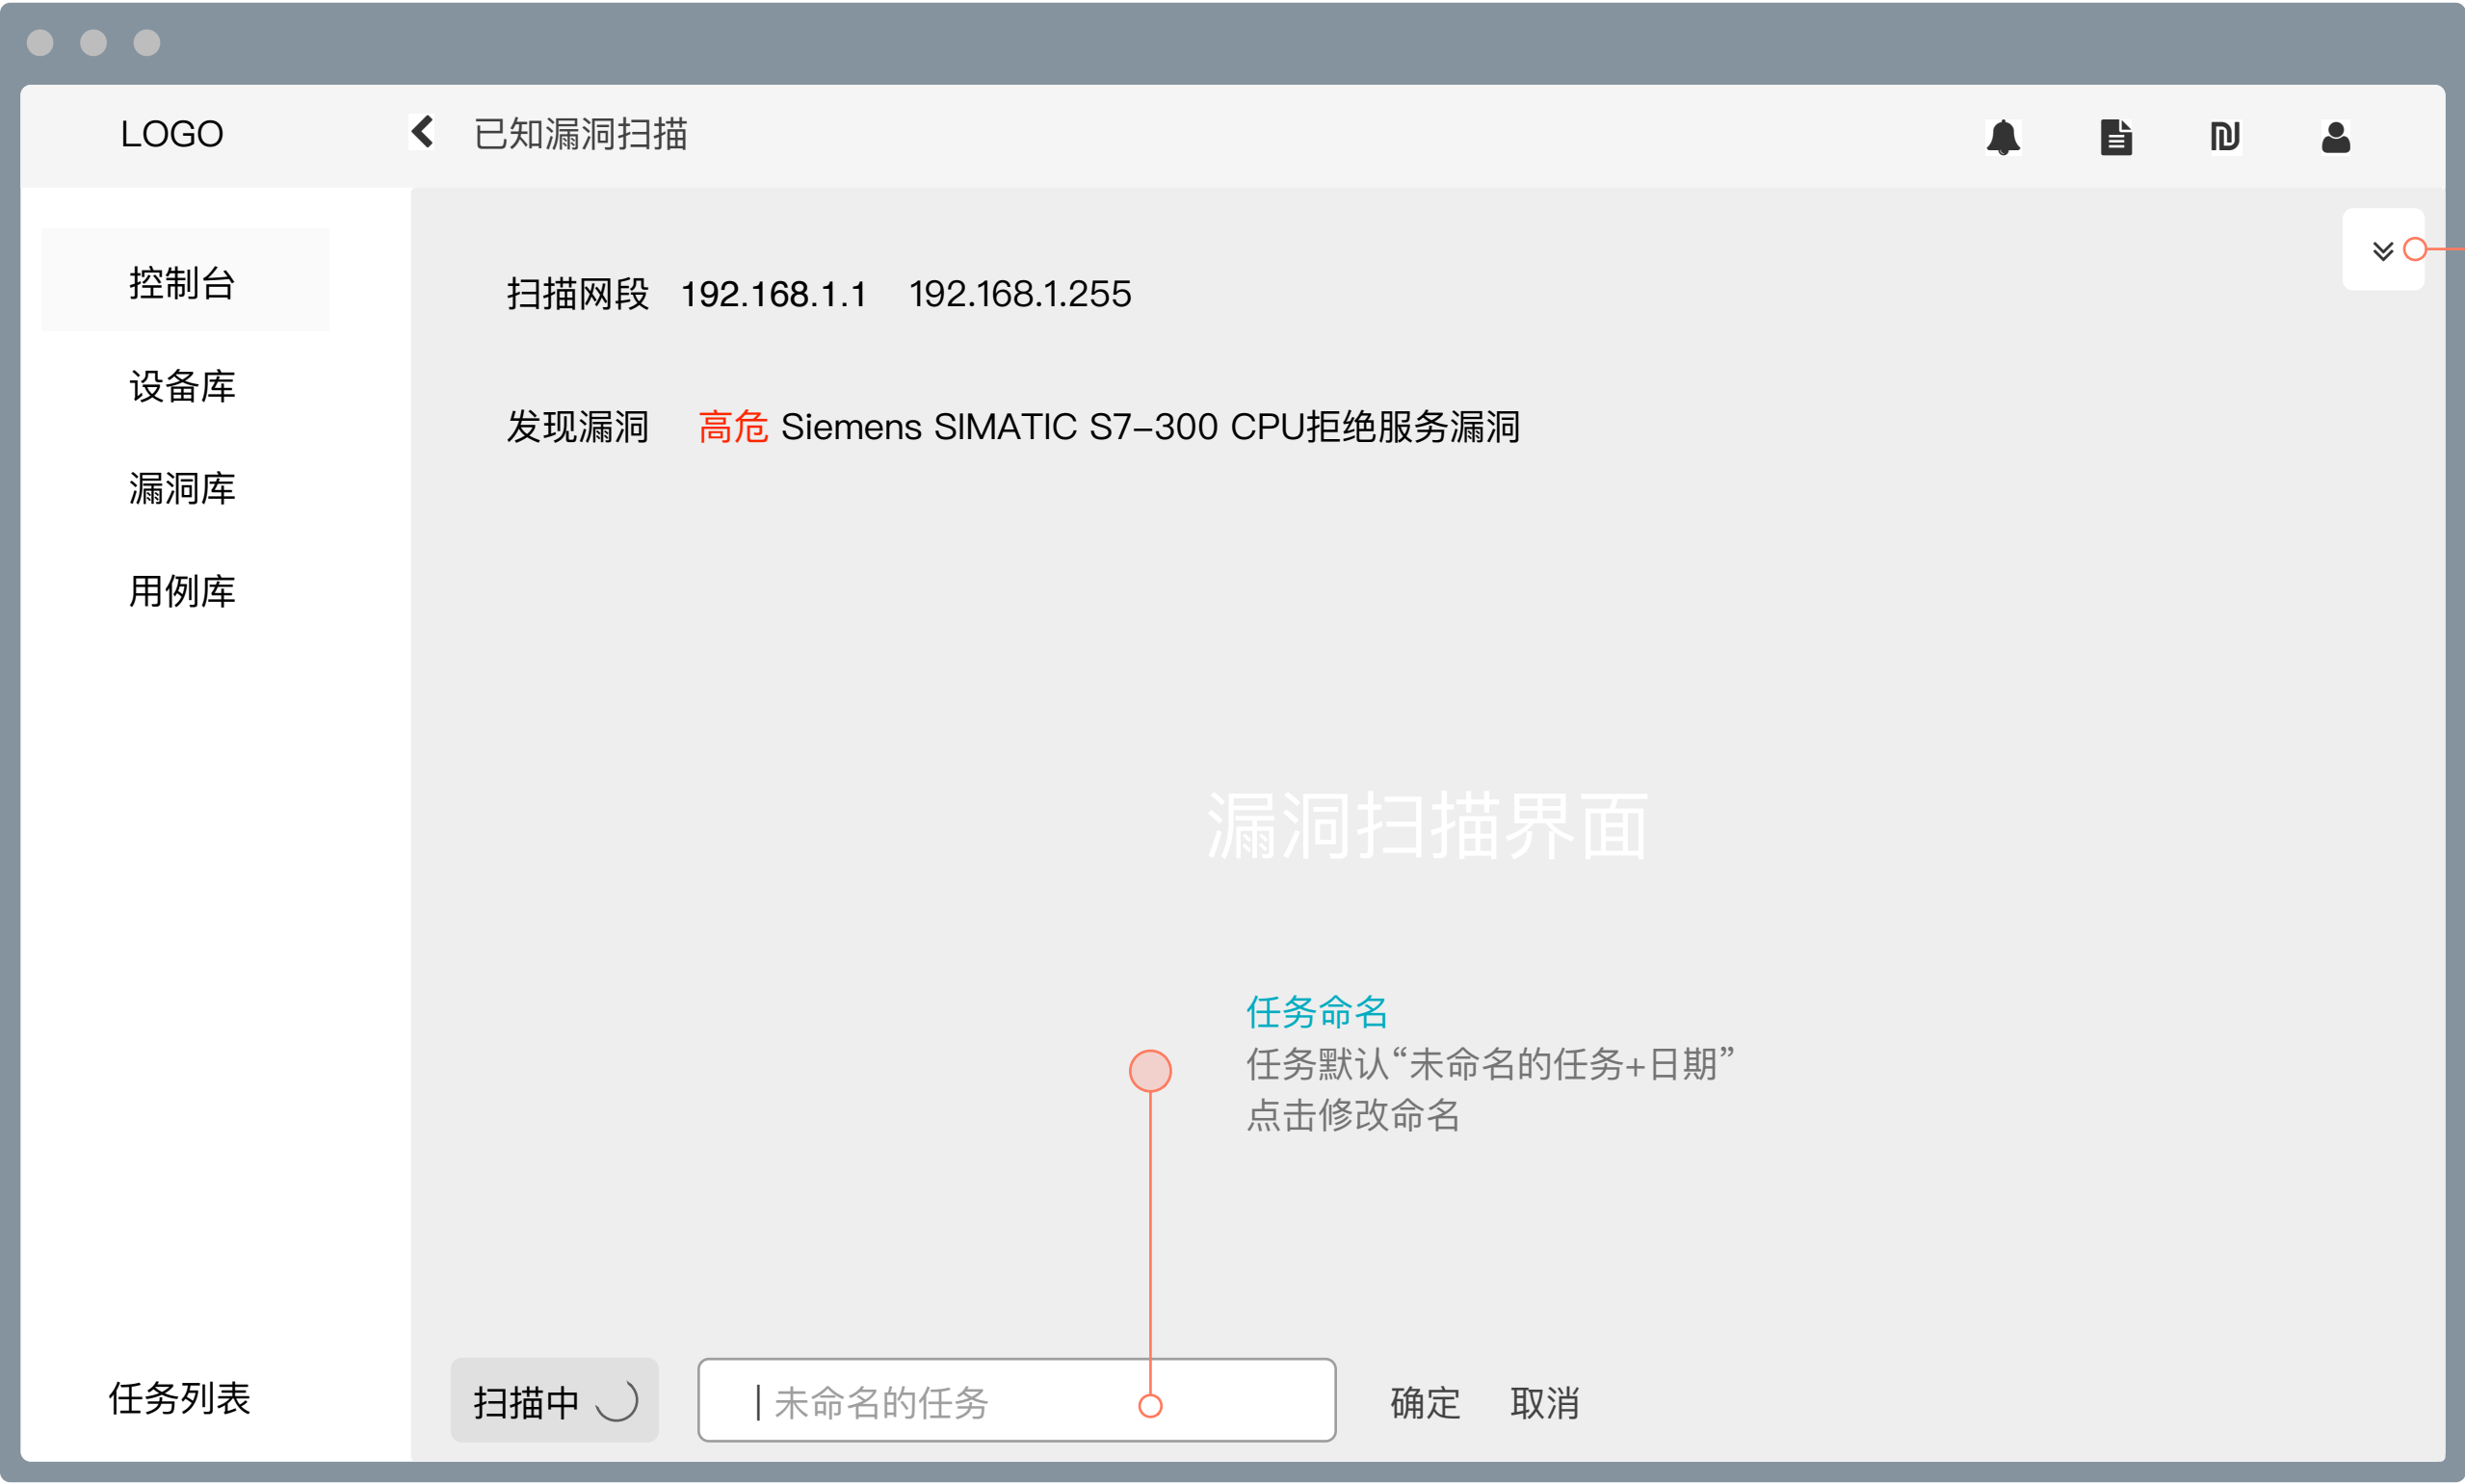 LOGO
已知漏洞扫描
控制台
设备库
漏洞库
用例库
任务列表
扫描网段 192.168.1.1 192.168.1.255
发现漏洞 高危 Siemens SIMATIC S7-300 CPU拒绝服务漏洞
漏洞扫描界面
任务命名
任务默认“未命名的任务+日期”
点击修改命名
扫描中
未命名的任务
确定 取消